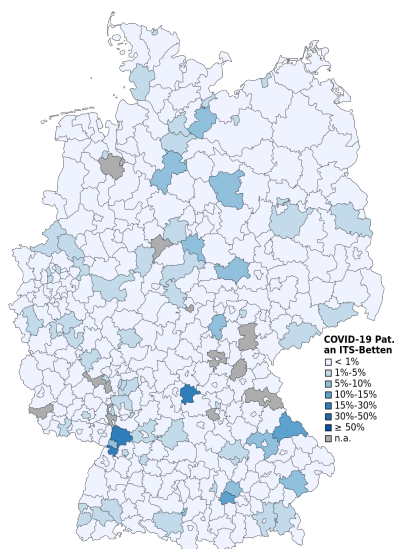 COVID-19 Pat.
an ITS-Betten
< 1%
1%-5%
5%-10%
10%-15%
15%-30%
30%-50%
≥ 50%
n.a.